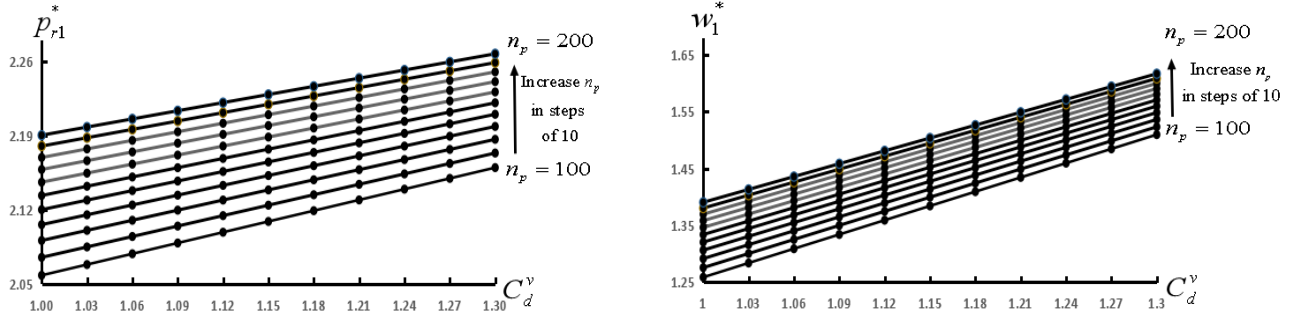 p*r1
2.26
2.19
2.12
2.05
1.00 1.03 1.06 1.09 1.12 1.15 1.18 1.21 1.24 1.27 1.30
C^v_d
n_p = 200
Increase n_p
in steps
of 10
n_p = 100
w*1
1.65
1.55
1.45
1.35
1.25
1 1.03 1.06 1.09 1.12 1.15 1.18 1.21 1.24 1.27 1.3
C^v_d
n_p = 200
Increase n_p
in steps of 10
n_p = 100